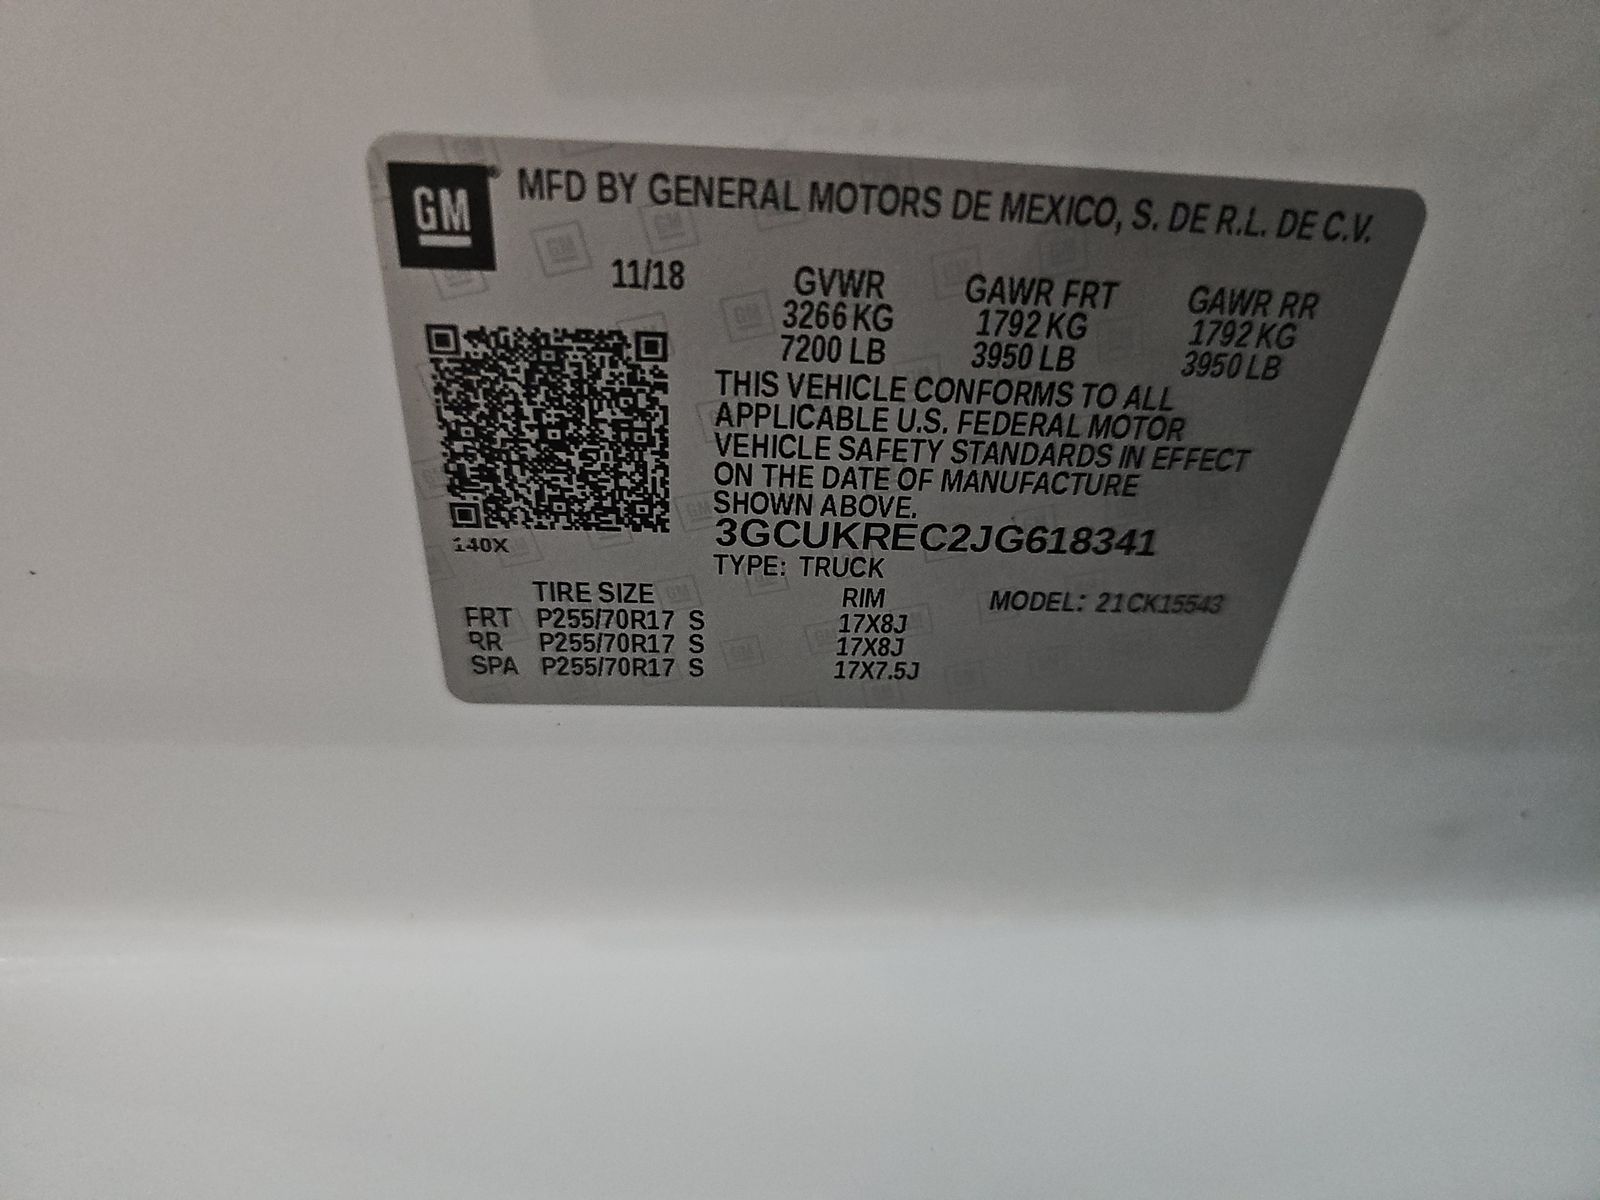 GM® MFD BY GENERAL MOTORS DE MEXICO, S. DE R.L. DE C.V.
11/18 GVWR GAWR FRT GAWR RR
3266 KG 1792 KG 1792 KG
7200 LB 3950 LB 3950 LB
THIS VEHICLE CONFORMS TO ALL
APPLICABLE U.S. FEDERAL MOTOR
VEHICLE SAFETY STANDARDS IN EFFECT
ON THE DATE OF MANUFACTURE
SHOWN ABOVE.
3GCUKREC2JG618341
140X
TYPE: TRUCK
TIRE SIZE RIM MODEL: 21CK15543
FRT P255/70R17 S 17X8J
RR P255/70R17 S 17X8J
SPA P255/70R17 S 17X7.5J